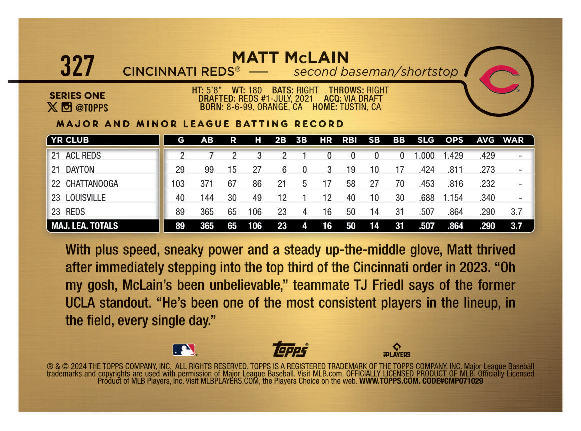 327
MATT McLAIN
CINCINNATI REDS® — second baseman/shortstop
C
SERIES ONE
@TOPPS
HT: 5'8" WT: 180 BATS: RIGHT THROWS: RIGHT
DRAFTED: REDS #1-JULY, 2021 ACQ: VIA DRAFT
BORN: 8-6-99, ORANGE, CA HOME: TUSTIN, CA
MAJOR AND MINOR LEAGUE BATTING RECORD
YR CLUB G AB R H 2B 3B HR RBI SB BB SLG OPS AVG WAR
21 ACL REDS 2 7 2 3 2 1 0 0 0 0 1.000 1.429 .429 -
21 DAYTON 29 99 15 27 6 0 3 19 10 17 .424 .811 .273 -
22 CHATTANOOGA 103 371 67 86 21 5 17 58 27 70 .453 .816 .232 -
23 LOUISVILLE 40 144 30 49 12 1 12 40 10 30 .688 1.154 .340 -
23 REDS 89 365 65 106 23 4 16 50 14 31 .507 .864 .290 3.7
MAJ. LEA. TOTALS 89 365 65 106 23 4 16 50 14 31 .507 .864 .290 3.7
With plus speed, sneaky power and a steady up-the-middle glove, Matt thrived
after immediately stepping into the top third of the Cincinnati order in 2023. "Oh
my gosh, McLain's been unbelievable," teammate TJ Friedl says of the former
UCLA standout. "He's been one of the most consistent players in the lineup, in
the field, every single day."
Topps®
PLAYERS
® & © 2024 THE TOPPS COMPANY, INC. ALL RIGHTS RESERVED. TOPPS IS A REGISTERED TRADEMARK OF THE TOPPS COMPANY, INC. Major League Baseball
trademarks and copyrights are used with permission of Major League Baseball. Visit MLB.com. OFFICIALLY LICENSED PRODUCT OF MLB. Officially Licensed
Product of MLB Players, Inc. Visit MLBPLAYERS.COM, the Players Choice on the web. WWW.TOPPS.COM. CODE#CMP071029